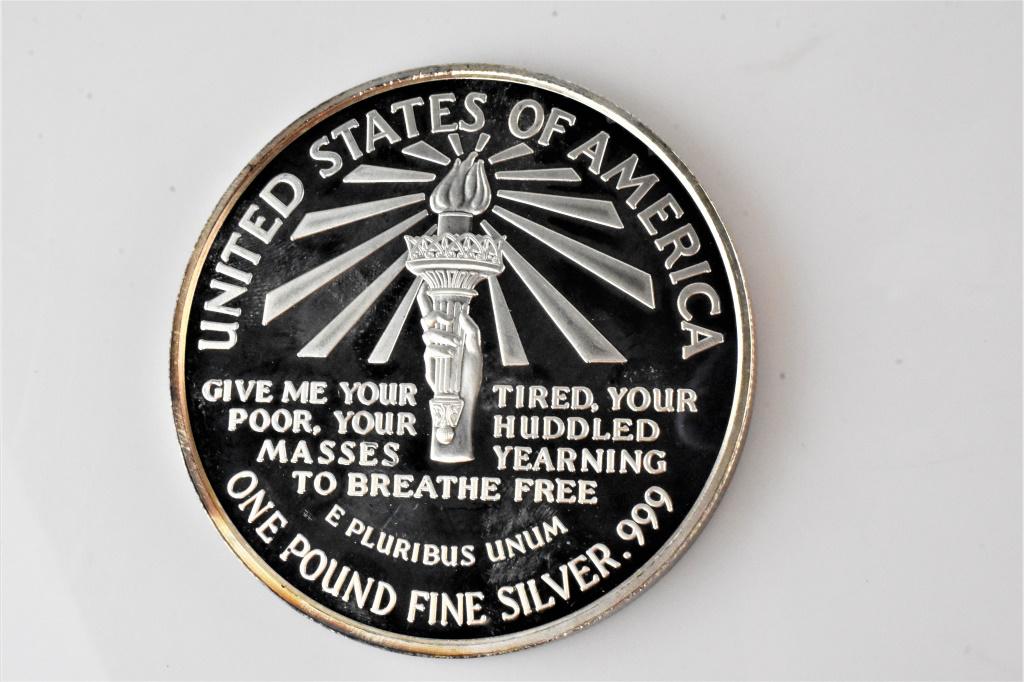 UNITED STATES OF AMERICA
GIVE ME YOUR TIRED, YOUR
POOR, YOUR HUDDLED
MASSES YEARNING
TO BREATHE FREE
E PLURIBUS UNUM
ONE POUND FINE SILVER .999